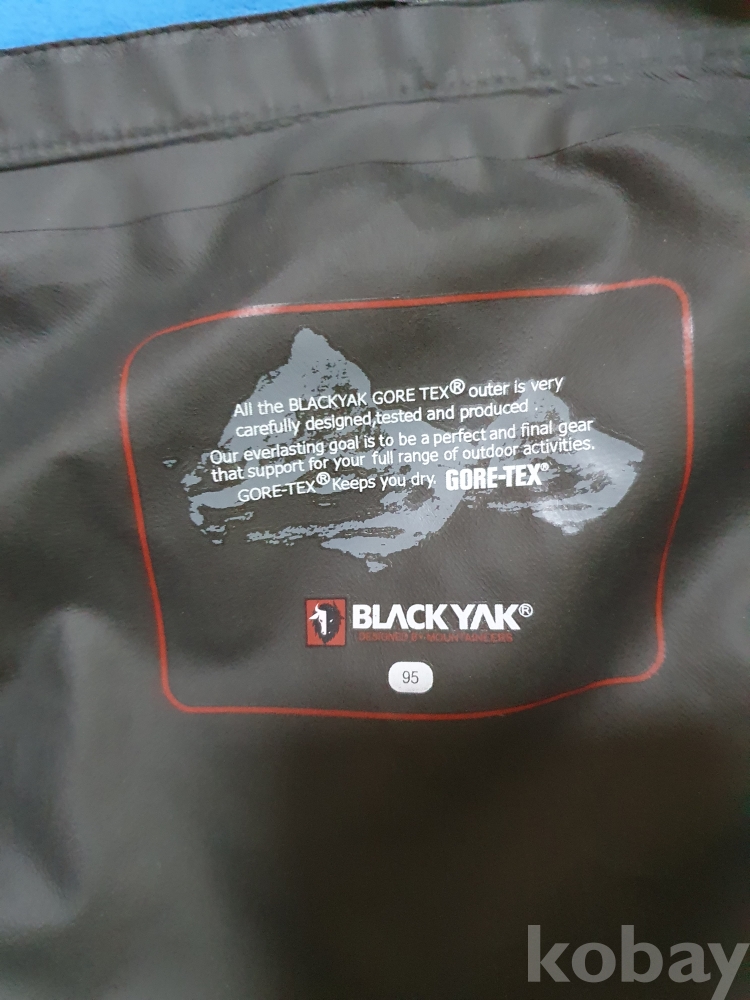 All the BLACKYAK GORE TEX® outer is very
carefully designed,tested and produced .
Our everlasting goal is to be a perfect and final gear
that support for your full range of outdoor activities.
GORE-TEX® Keeps you dry. GORE-TEX®
BLACKYAK®
DESIGNED BY MOUNTAINEERS
95
kobay